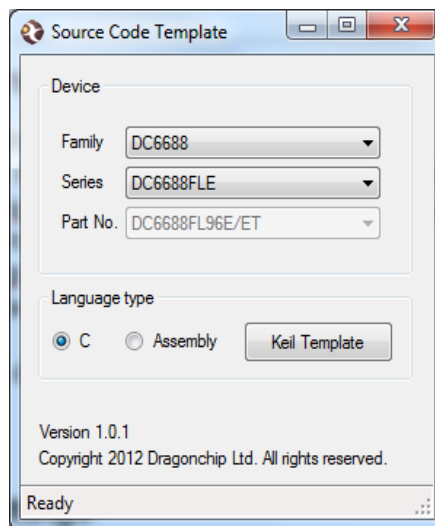 Source Code Template
Device
Family DC6688
Series DC6688FLE
Part No. DC6688FL96E/ET
Language type
C Assembly Keil Template
Version 1.0.1
Copyright 2012 Dragonchip Ltd. All rights reserved.
Ready